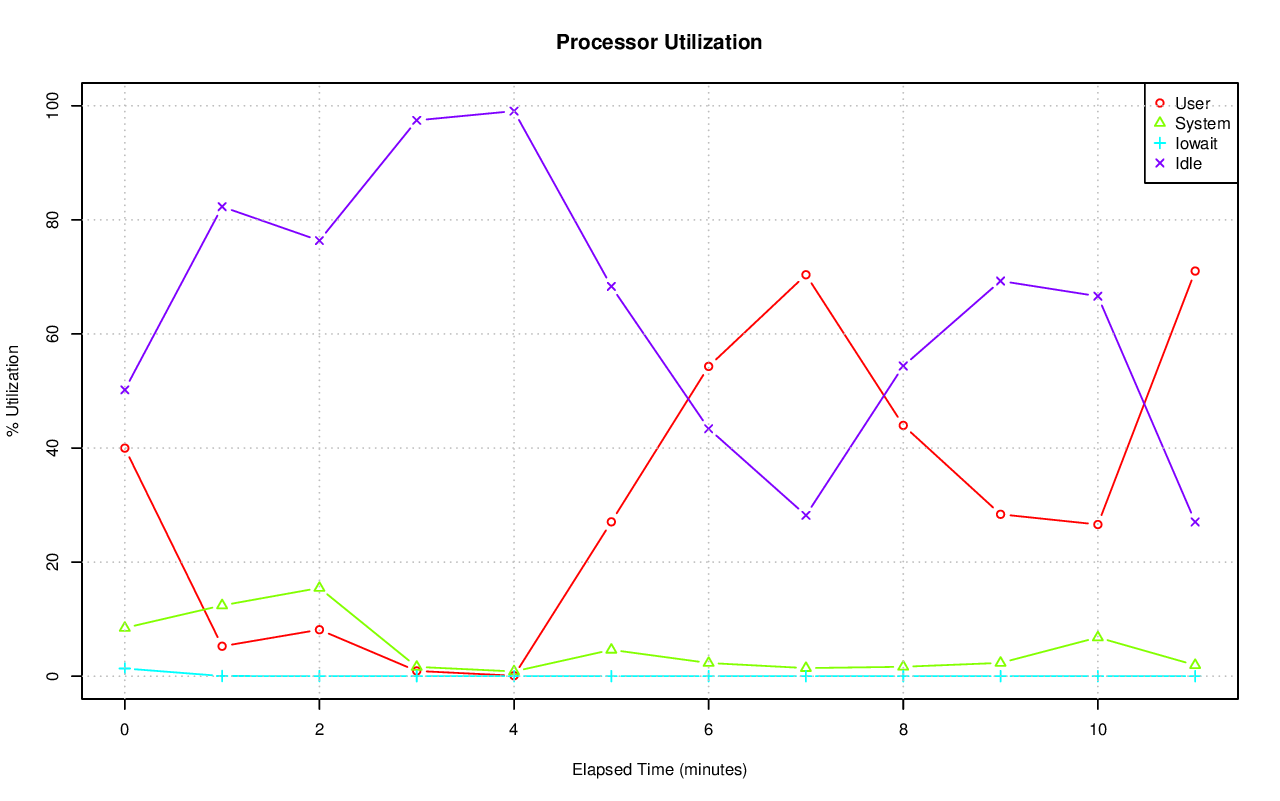 Processor Utilization
User
System
Iowait
Idle
% Utilization
100
80
60
40
20
0
0 2 4 6 8 10
Elapsed Time (minutes)